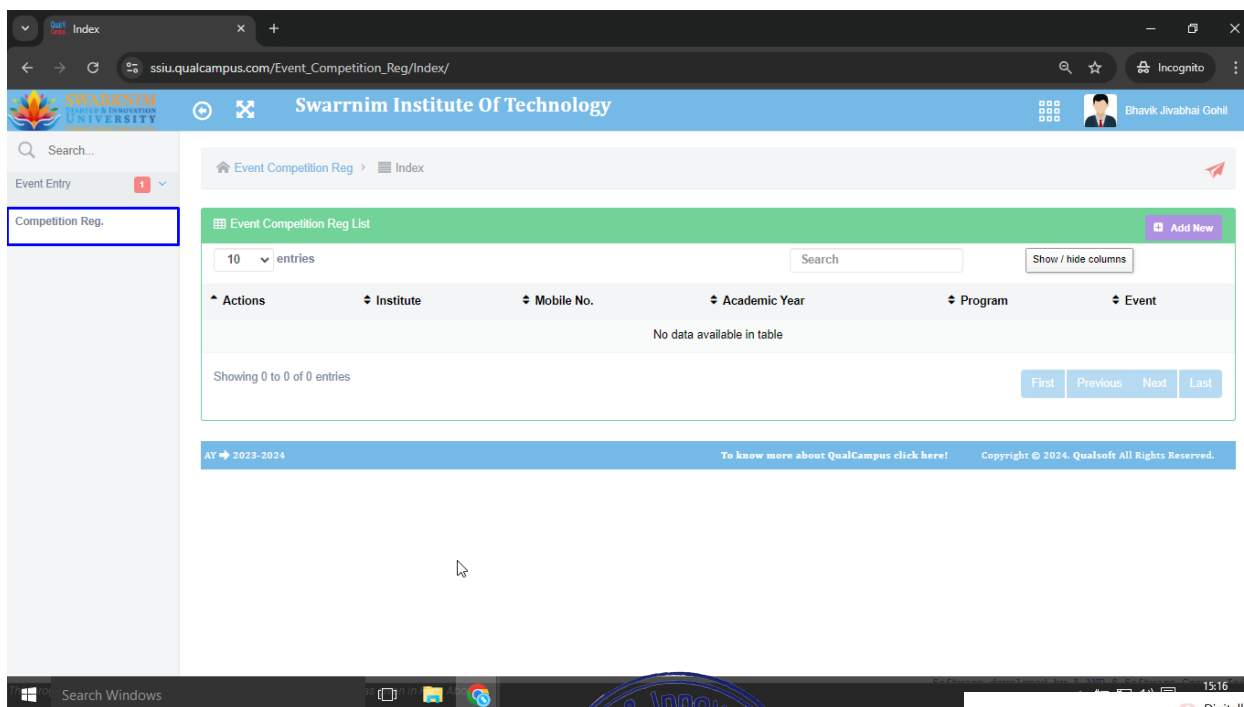 Index
ssiu.qualcampus.com/Event_Competition_Reg/Index/
Incognito
SWARRNIM
STARTUP & INNOVATION
UNIVERSITY
Swarrnim Institute Of Technology
Bhavik Jivabhai Gohil
Search...
Event Competition Reg > Index
Event Entry 1
Competition Reg.
Event Competition Reg List
Add New
10 entries
Search
Show / hide columns
Actions Institute Mobile No. Academic Year Program Event
No data available in table
Showing 0 to 0 of 0 entries
First Previous Next Last
AY 2023-2024
To know more about QualCampus click here!
Copyright © 2024. Qualsoft All Rights Reserved.
Search Windows
15:16